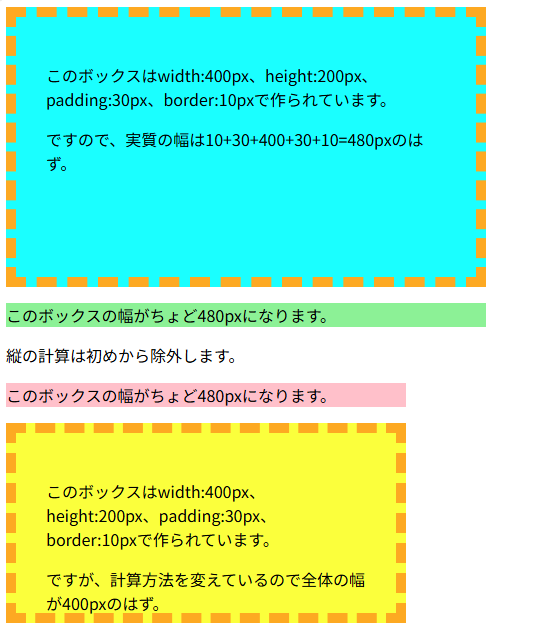 このボックスはwidth:400px、height:200px、
padding:30px、border:10pxで作られています。
ですので、実質の幅は10+30+400+30+10=480pxのは
ず。
このボックスの幅がちょど480pxになります。
縦の計算は初めから除外します。
このボックスの幅がちょど480pxになります。
このボックスはwidth:400px、
height:200px、padding:30px、
border:10pxで作られています。
ですが、計算方法を変えているので全体の幅
が400pxのはず。